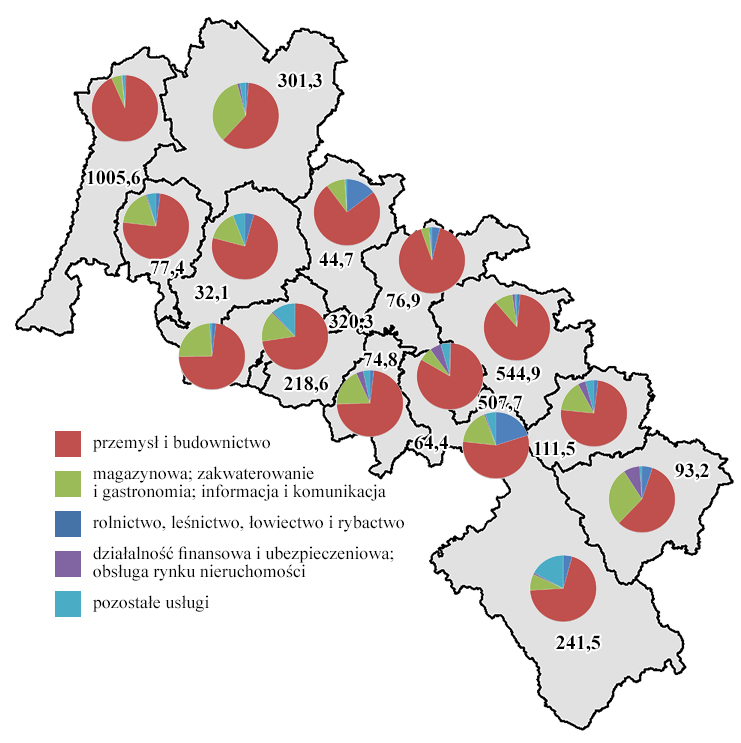 301,3
1005,6
44,7
77,4
32,1
76,9
320,3
74,8
544,9
218,6
507,7
64,4
111,5
93,2
przemysł i budownictwo
magazynowa; zakwaterowanie
i gastronomia; informacja i komunikacja
rolnictwo, leśnictwo, łowiectwo i rybactwo
działalność finansowa i ubezpieczeniowa;
obsługa rynku nieruchomości
pozostałe usługi
241,5